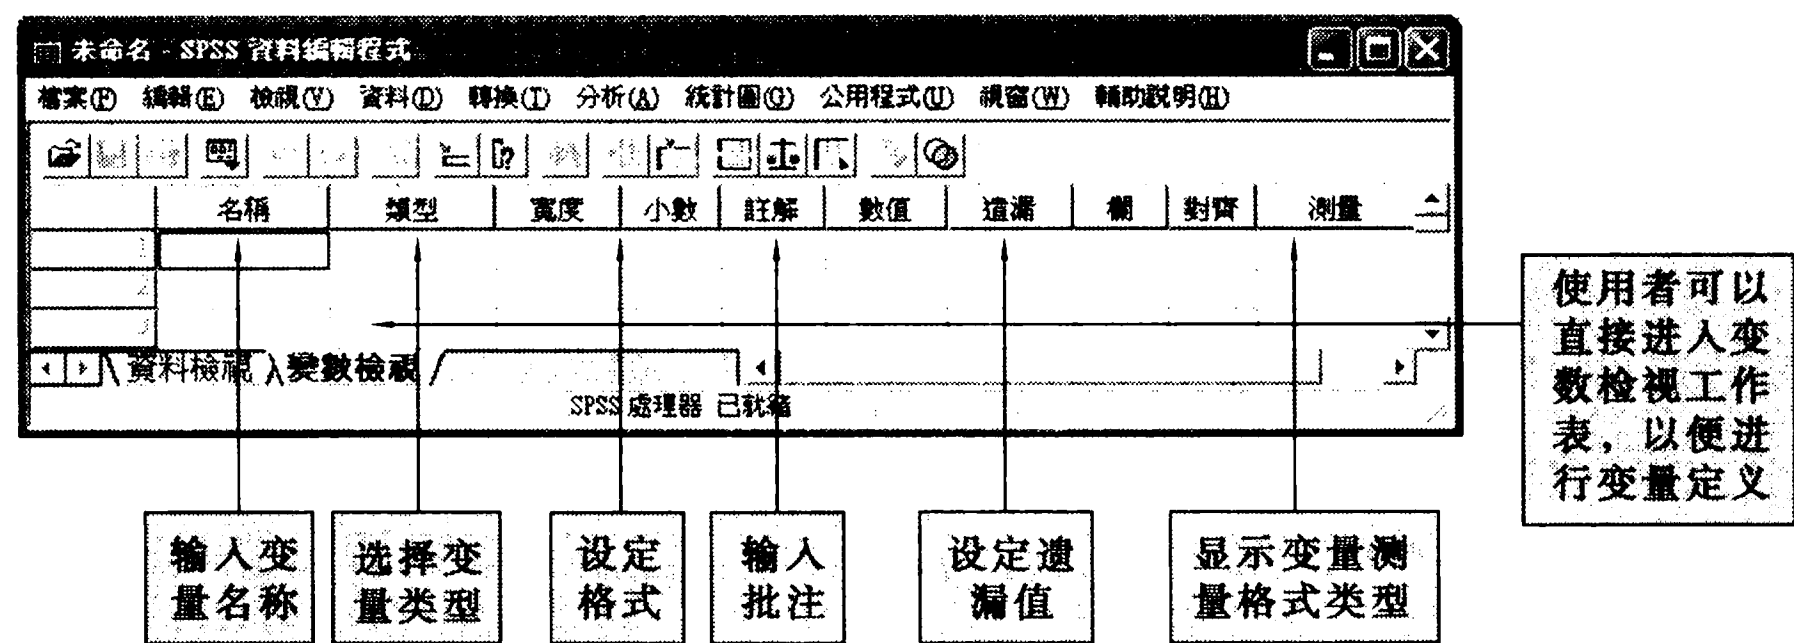 未命名 - SPSS 資料編輯程式
檔案(F) 編輯(E) 檢視(V) 資料(D) 轉換(T) 分析(A) 統計圖(G) 公用程式(U) 視窗(W) 輔助說明(H)
名稱 類型 寬度 小數 註解 數值 遺漏 欄 對齊 測量
1
2
3
資料檢視 變數檢視
SPSS 處理器 已就緒
使用者可以
直接进入变
数检视工作
表，以便进
行变量定义
输入变
量名称
选择变
量类型
设定
格式
输入
批注
设定遗
漏值
显示变量测
量格式类型